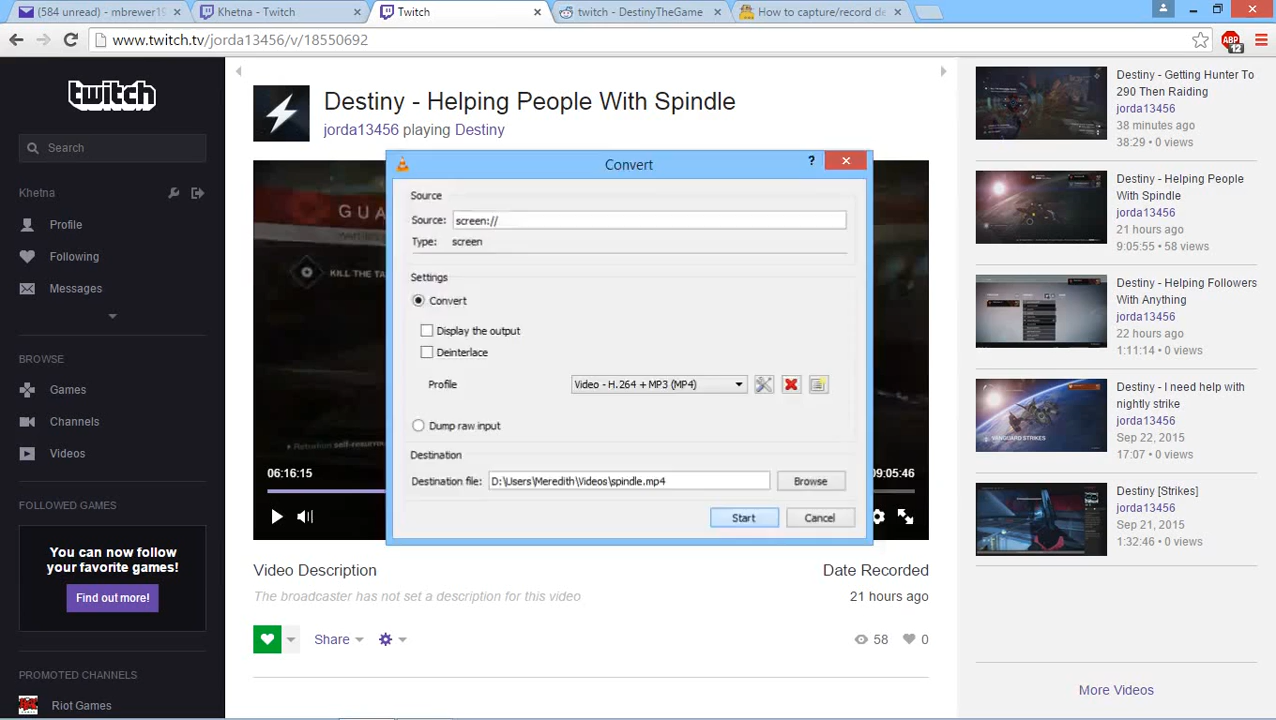 (584 unread) - mbrewer19
Khetna - Twitch
Twitch
twitch - DestinyTheGame
How to capture/record de
www.twitch.tv/jorda13456/v/18550692
ABP
12
twitch
Search
Khetna
Profile
Following
Messages
BROWSE
Games
Channels
Videos
FOLLOWED GAMES
You can now follow
your favorite games!
Find out more!
PROMOTED CHANNELS
Riot Games
Destiny - Helping People With Spindle
jorda13456 playing Destiny
GUA
KILL THE TA
06:16:15
09:05:46
Convert
?
Source
Source: screen://
Type: screen
Settings
Convert
Display the output
Deinterlace
Profile Video - H.264 + MP3 (MP4)
Dump raw input
Destination
Destination file: D:\Users\Meredith\Videos\spindle.mp4 Browse
Start Cancel
Video Description
Date Recorded
The broadcaster has not set a description for this video
21 hours ago
Share
58
0
Destiny - Getting Hunter To
290 Then Raiding
jorda13456
38 minutes ago
38:29 • 0 views
Destiny - Helping People
With Spindle
jorda13456
21 hours ago
9:05:55 • 58 views
Destiny - Helping Followers
With Anything
jorda13456
22 hours ago
1:11:14 • 0 views
Destiny - I need help with
nightly strike
jorda13456
Sep 22, 2015
17:07 • 0 views
VANGUARD STRIKES
Destiny [Strikes]
jorda13456
Sep 21, 2015
1:32:46 • 0 views
More Videos